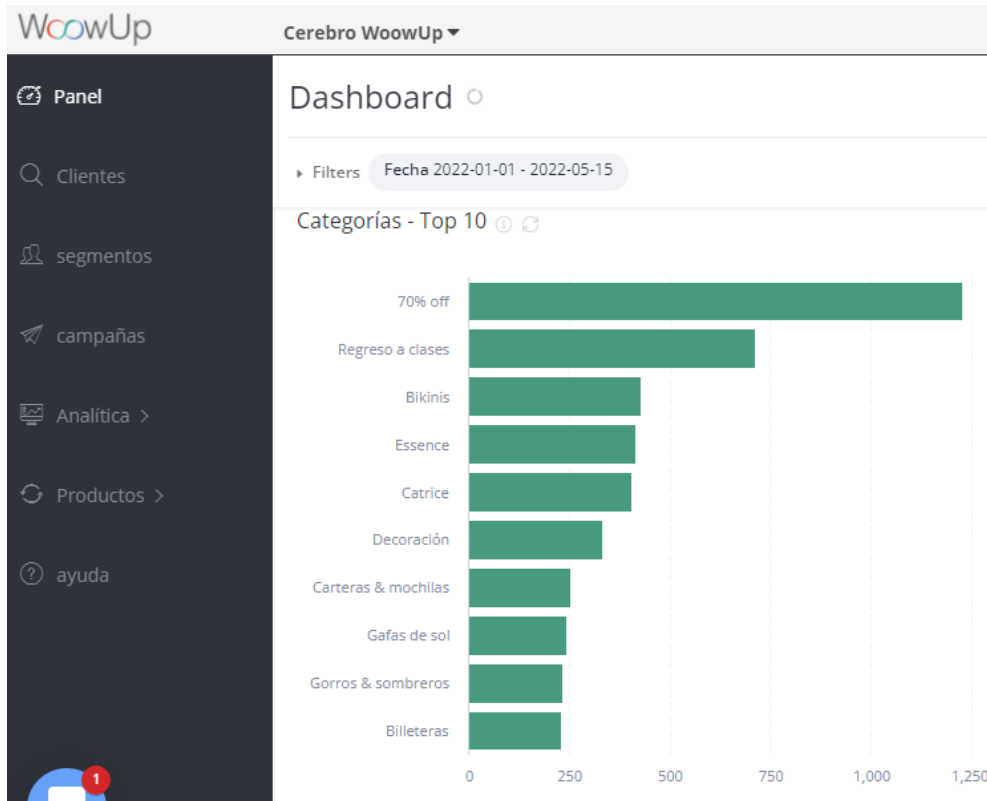 WoowUp
Cerebro WoowUp
Panel
Clientes
segmentos
campañas
Analítica >
Productos >
ayuda
1
Dashboard
Filters Fecha 2022-01-01 - 2022-05-15
Categorías - Top 10
70% off
Regreso a clases
Bikinis
Essence
Catrice
Decoración
Carteras & mochilas
Gafas de sol
Gorros & sombreros
Billeteras
0 250 500 750 1,000 1,250